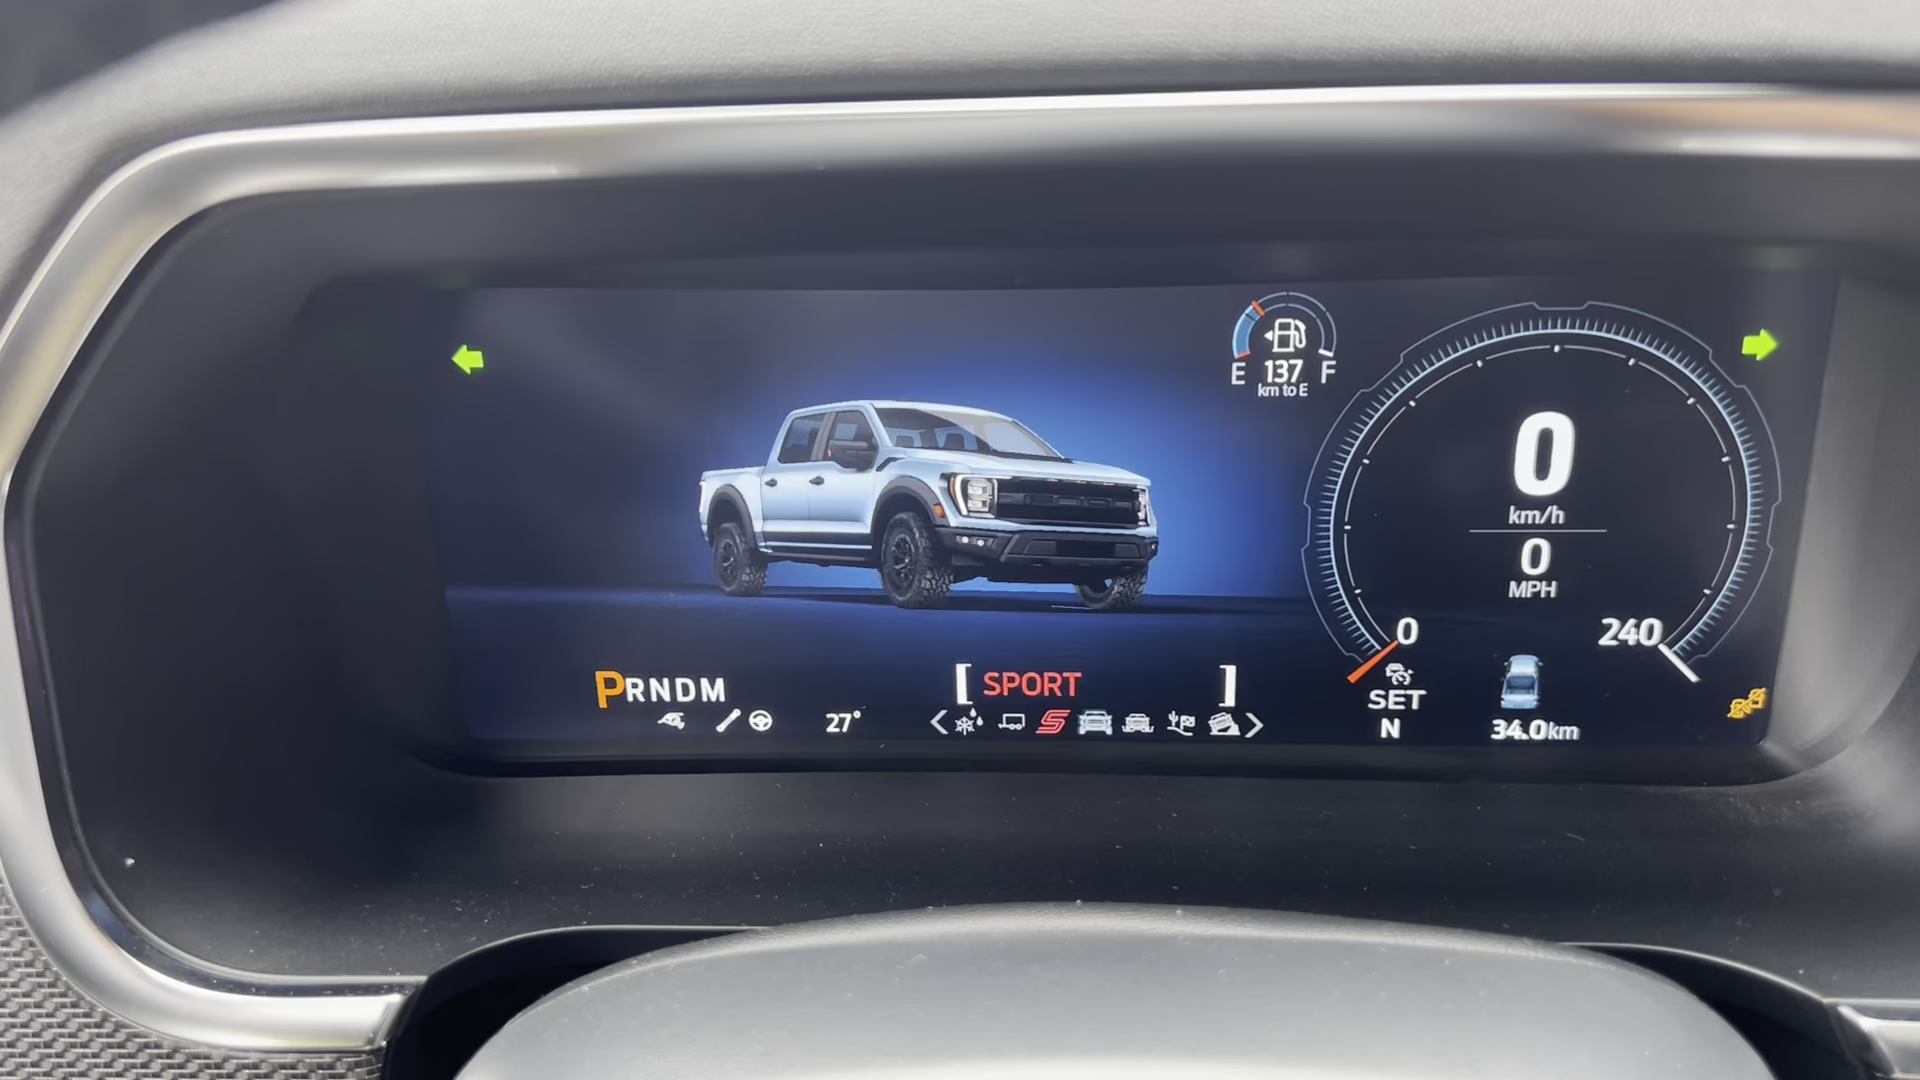 E 137 F
km to E
0
km/h
0
MPH
0
240
PRNDM
[ SPORT ]
27°
SET
N
34.0km